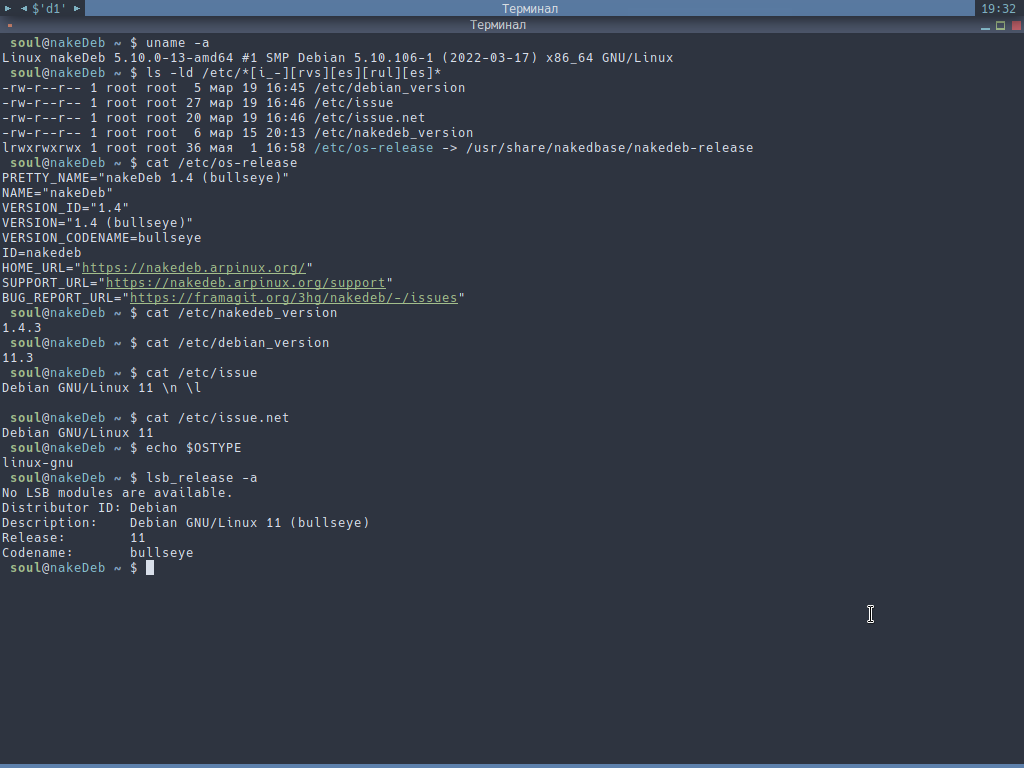 $'d1' Терминал 19:32
Терминал
soul@nakeDeb ~ $ uname -a
Linux nakeDeb 5.10.0-13-amd64 #1 SMP Debian 5.10.106-1 (2022-03-17) x86_64 GNU/Linux
soul@nakeDeb ~ $ ls -ld /etc/*[i_-][rvs][es][rul][es]*
-rw-r--r-- 1 root root  5 мар 19 16:45 /etc/debian_version
-rw-r--r-- 1 root root 27 мар 19 16:46 /etc/issue
-rw-r--r-- 1 root root 20 мар 19 16:46 /etc/issue.net
-rw-r--r-- 1 root root  6 мар 15 20:13 /etc/nakedeb_version
lrwxrwxrwx 1 root root 36 мая  1 16:58 /etc/os-release -> /usr/share/nakedbase/nakedeb-release
soul@nakeDeb ~ $ cat /etc/os-release
PRETTY_NAME="nakeDeb 1.4 (bullseye)"
NAME="nakeDeb"
VERSION_ID="1.4"
VERSION="1.4 (bullseye)"
VERSION_CODENAME=bullseye
ID=nakedeb
HOME_URL="https://nakedeb.arpinux.org/"
SUPPORT_URL="https://nakedeb.arpinux.org/support"
BUG_REPORT_URL="https://framagit.org/3hg/nakedeb/-/issues"
soul@nakeDeb ~ $ cat /etc/nakedeb_version
1.4.3
soul@nakeDeb ~ $ cat /etc/debian_version
11.3
soul@nakeDeb ~ $ cat /etc/issue
Debian GNU/Linux 11 \n \l
soul@nakeDeb ~ $ cat /etc/issue.net
Debian GNU/Linux 11
soul@nakeDeb ~ $ echo $OSTYPE
linux-gnu
soul@nakeDeb ~ $ lsb_release -a
No LSB modules are available.
Distributor ID: Debian
Description:    Debian GNU/Linux 11 (bullseye)
Release:        11
Codename:       bullseye
soul@nakeDeb ~ $